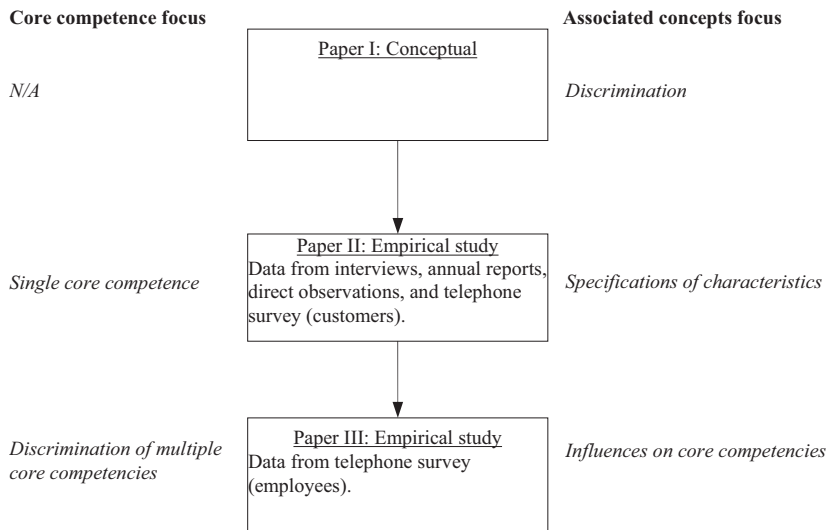 Core competence focus
Associated concepts focus
Paper I: Conceptual
N/A
Discrimination
Paper II: Empirical study
Data from interviews, annual reports,
direct observations, and telephone
survey (customers).
Single core competence
Specifications of characteristics
Paper III: Empirical study
Data from telephone survey
(employees).
Discrimination of multiple
core competencies
Influences on core competencies